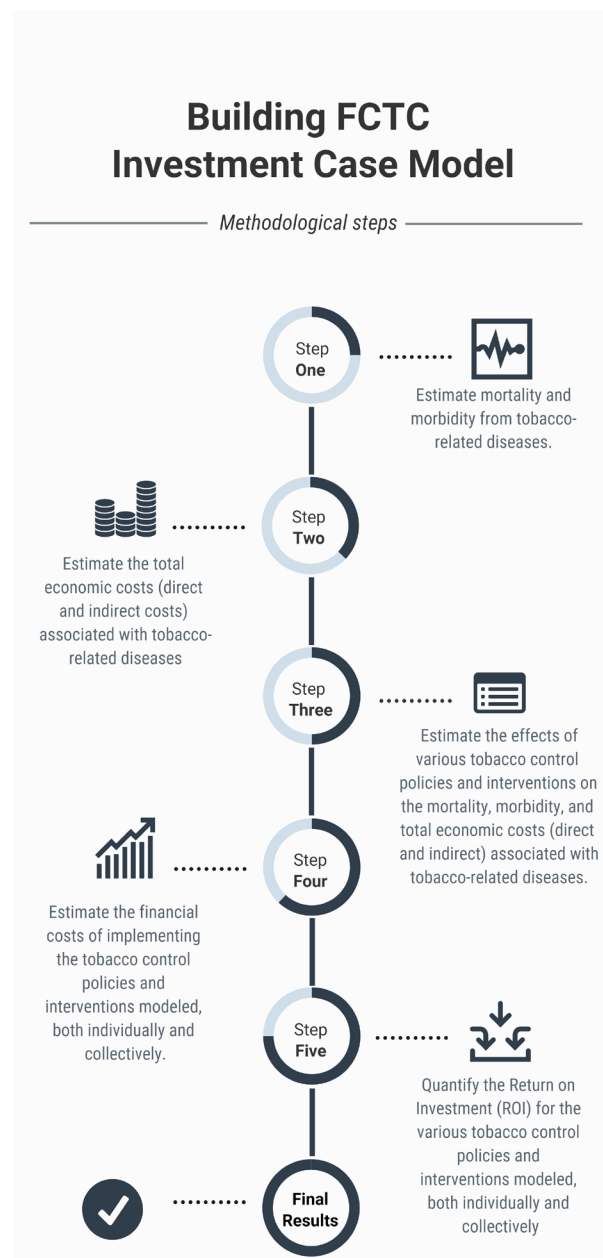 Building FCTC
Investment Case Model
Methodological steps
Step
One
Estimate mortality and
morbidity from tobacco-
related diseases.
Step
Two
Estimate the total
economic costs (direct
and indirect costs)
associated with tobacco-
related diseases
Step
Three
Estimate the effects of
various tobacco control
policies and interventions on
the mortality, morbidity, and
total economic costs (direct
and indirect) associated with
tobacco-related diseases.
Step
Four
Estimate the financial
costs of implementing
the tobacco control
policies and
interventions modeled,
both individually and
collectively.
Step
Five
Quantify the Return on
Investment (ROI) for the
various tobacco control
policies and
interventions modeled,
both individually and
collectively
Final
Results